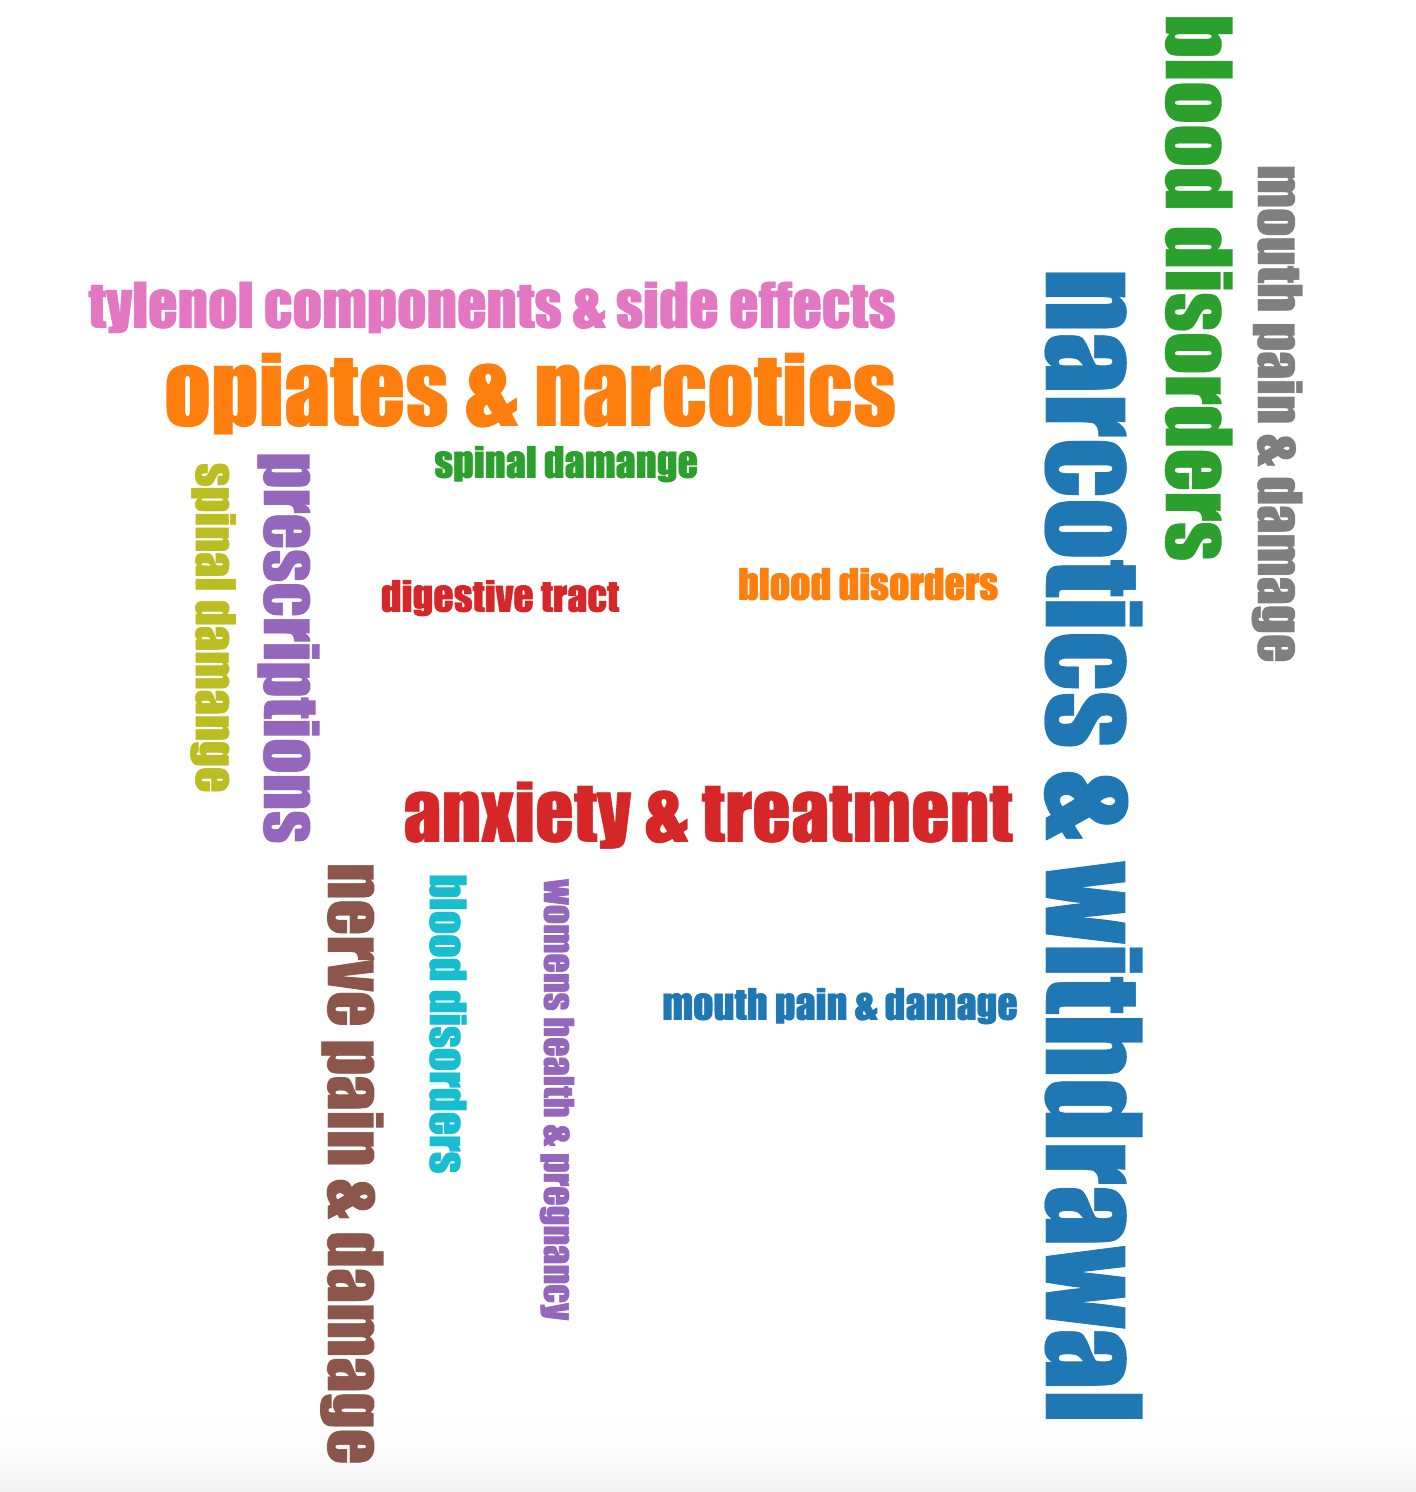 blood disorders
mouth pain & damage
narcotics & withdrawal
tylenol components & side effects
opiates & narcotics
spinal damange
prescriptions
spinal damange
digestive tract
blood disorders
anxiety & treatment
nerve pain & damage
blood disorders
womens health & pregnancy
mouth pain & damage